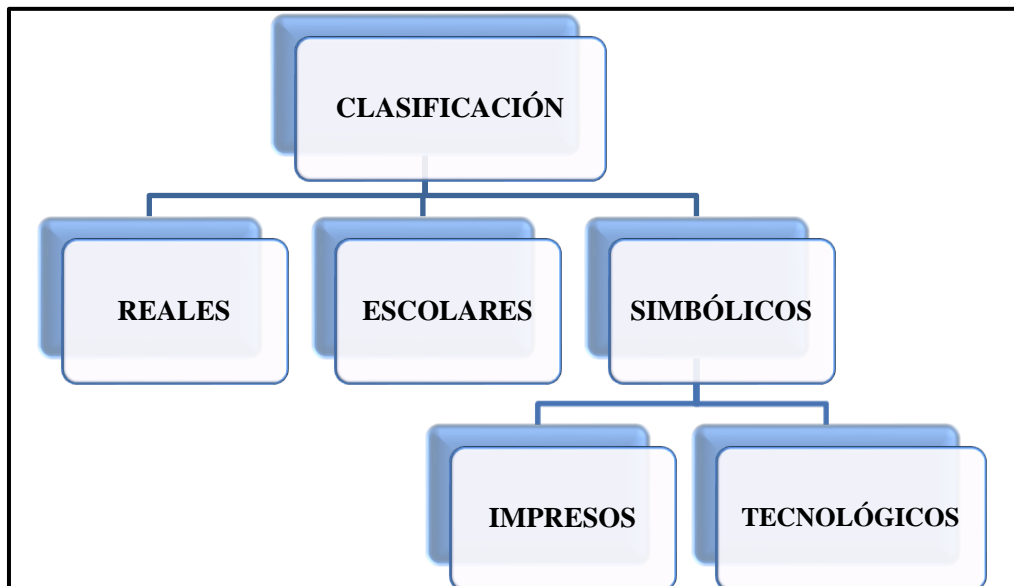 CLASIFICACIÓN
REALES
ESCOLARES
SIMBÓLICOS
IMPRESOS
TECNOLÓGICOS